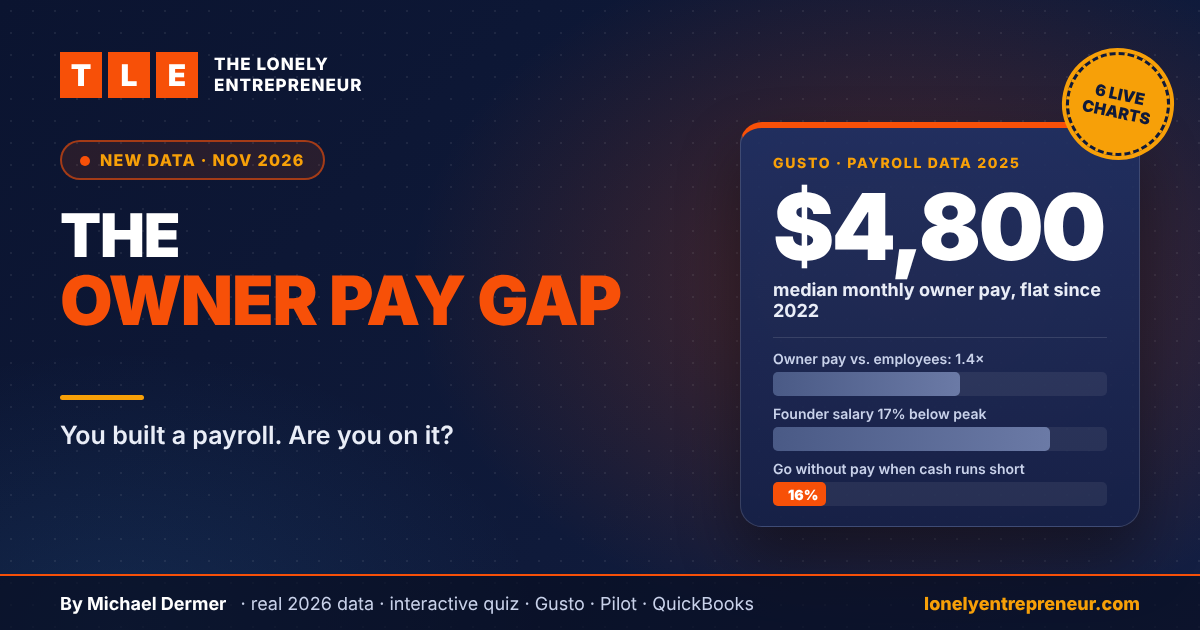 T L E
THE LONELY
ENTREPRENEUR
NEW DATA · NOV 2026
THE
OWNER PAY GAP
You built a payroll. Are you on it?
6 LIVE
CHARTS
GUSTO · PAYROLL DATA 2025
$4,800
median monthly owner pay, flat since
2022
Owner pay vs. employees: 1.4×
Founder salary 17% below peak
Go without pay when cash runs short
16%
By Michael Dermer · real 2026 data · interactive quiz · Gusto · Pilot · QuickBooks
lonelyentrepreneur.com